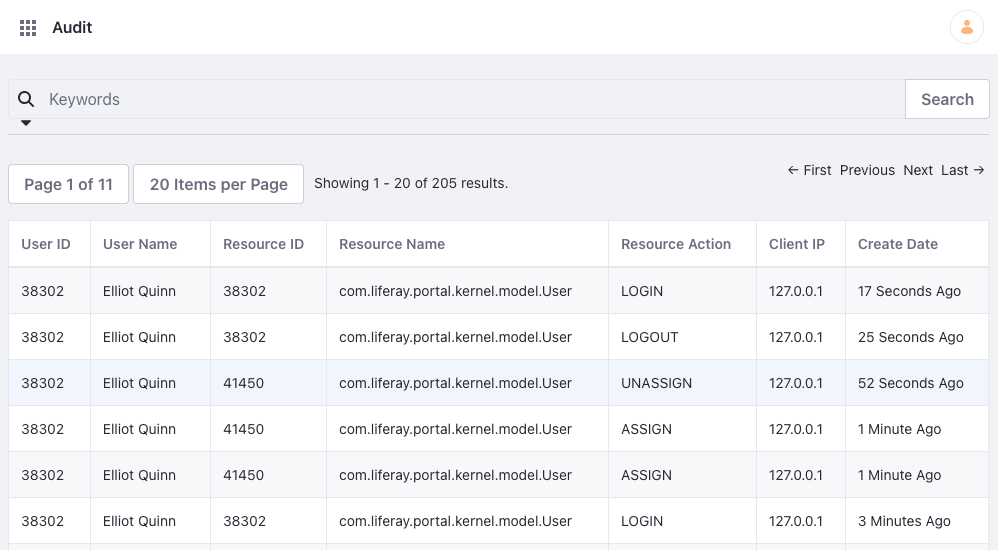 Audit
Keywords
Search
Page 1 of 11 20 Items per Page Showing 1 - 20 of 205 results. ← First Previous Next Last →
User ID User Name Resource ID Resource Name Resource Action Client IP Create Date
38302 Elliot Quinn 38302 com.liferay.portal.kernel.model.User LOGIN 127.0.0.1 17 Seconds Ago
38302 Elliot Quinn 38302 com.liferay.portal.kernel.model.User LOGOUT 127.0.0.1 25 Seconds Ago
38302 Elliot Quinn 41450 com.liferay.portal.kernel.model.User UNASSIGN 127.0.0.1 52 Seconds Ago
38302 Elliot Quinn 41450 com.liferay.portal.kernel.model.User ASSIGN 127.0.0.1 1 Minute Ago
38302 Elliot Quinn 41450 com.liferay.portal.kernel.model.User ASSIGN 127.0.0.1 1 Minute Ago
38302 Elliot Quinn 38302 com.liferay.portal.kernel.model.User LOGIN 127.0.0.1 3 Minutes Ago